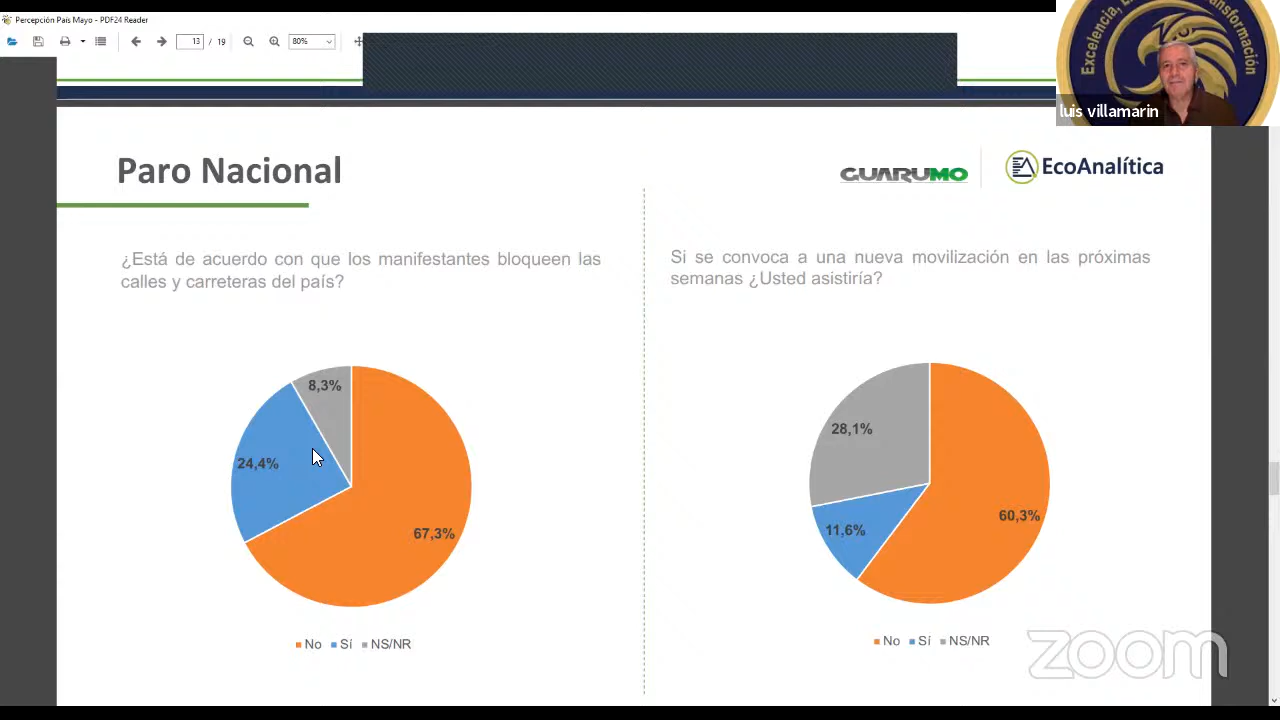 Percepción País Mayo - PDF24 Reader
13 / 19
80%
luis villamarin
Paro Nacional
GUARUMO
EcoAnalítica
¿Está de acuerdo con que los manifestantes bloqueen las
calles y carreteras del país?
Si se convoca a una nueva movilización en las próximas
semanas ¿Usted asistiría?
8,3%
24,4%
67,3%
No Sí NS/NR
28,1%
11,6%
60,3%
No Sí NS/NR
zoom